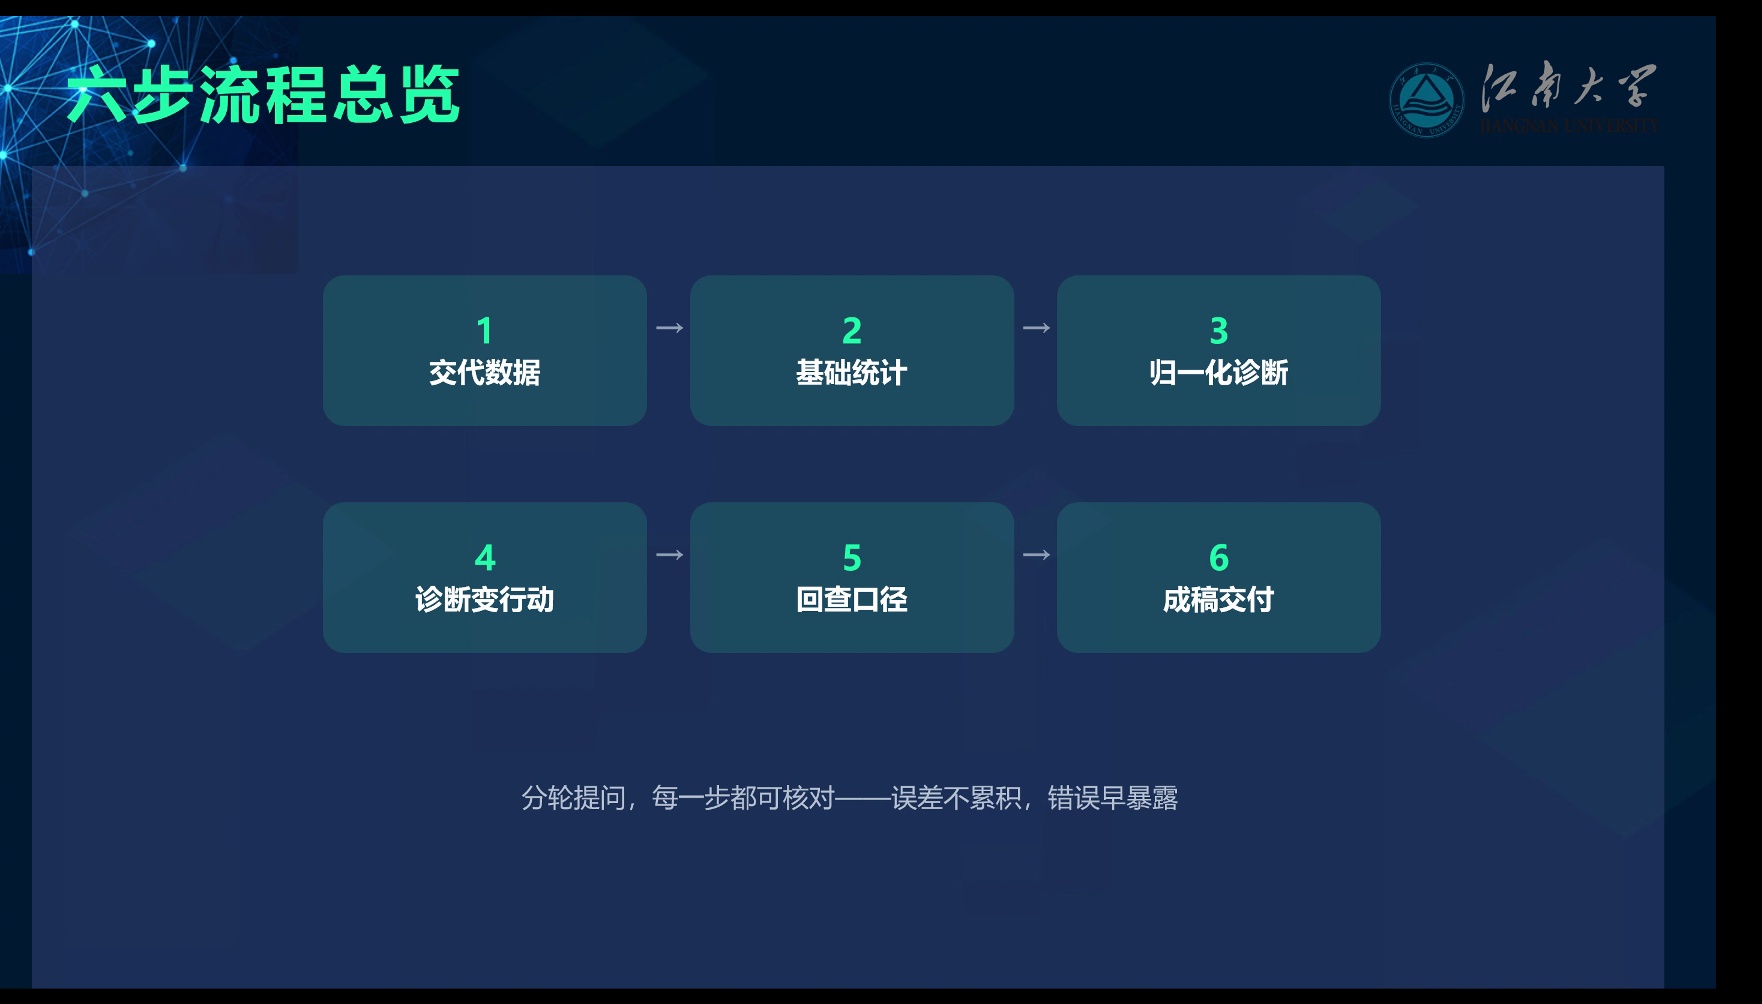 六步流程总览
江南大学
JIANGNAN UNIVERSITY
1
交代数据
→
2
基础统计
→
3
归一化诊断
4
诊断变行动
→
5
回查口径
→
6
成稿交付
分轮提问，每一步都可核对——误差不累积，错误早暴露